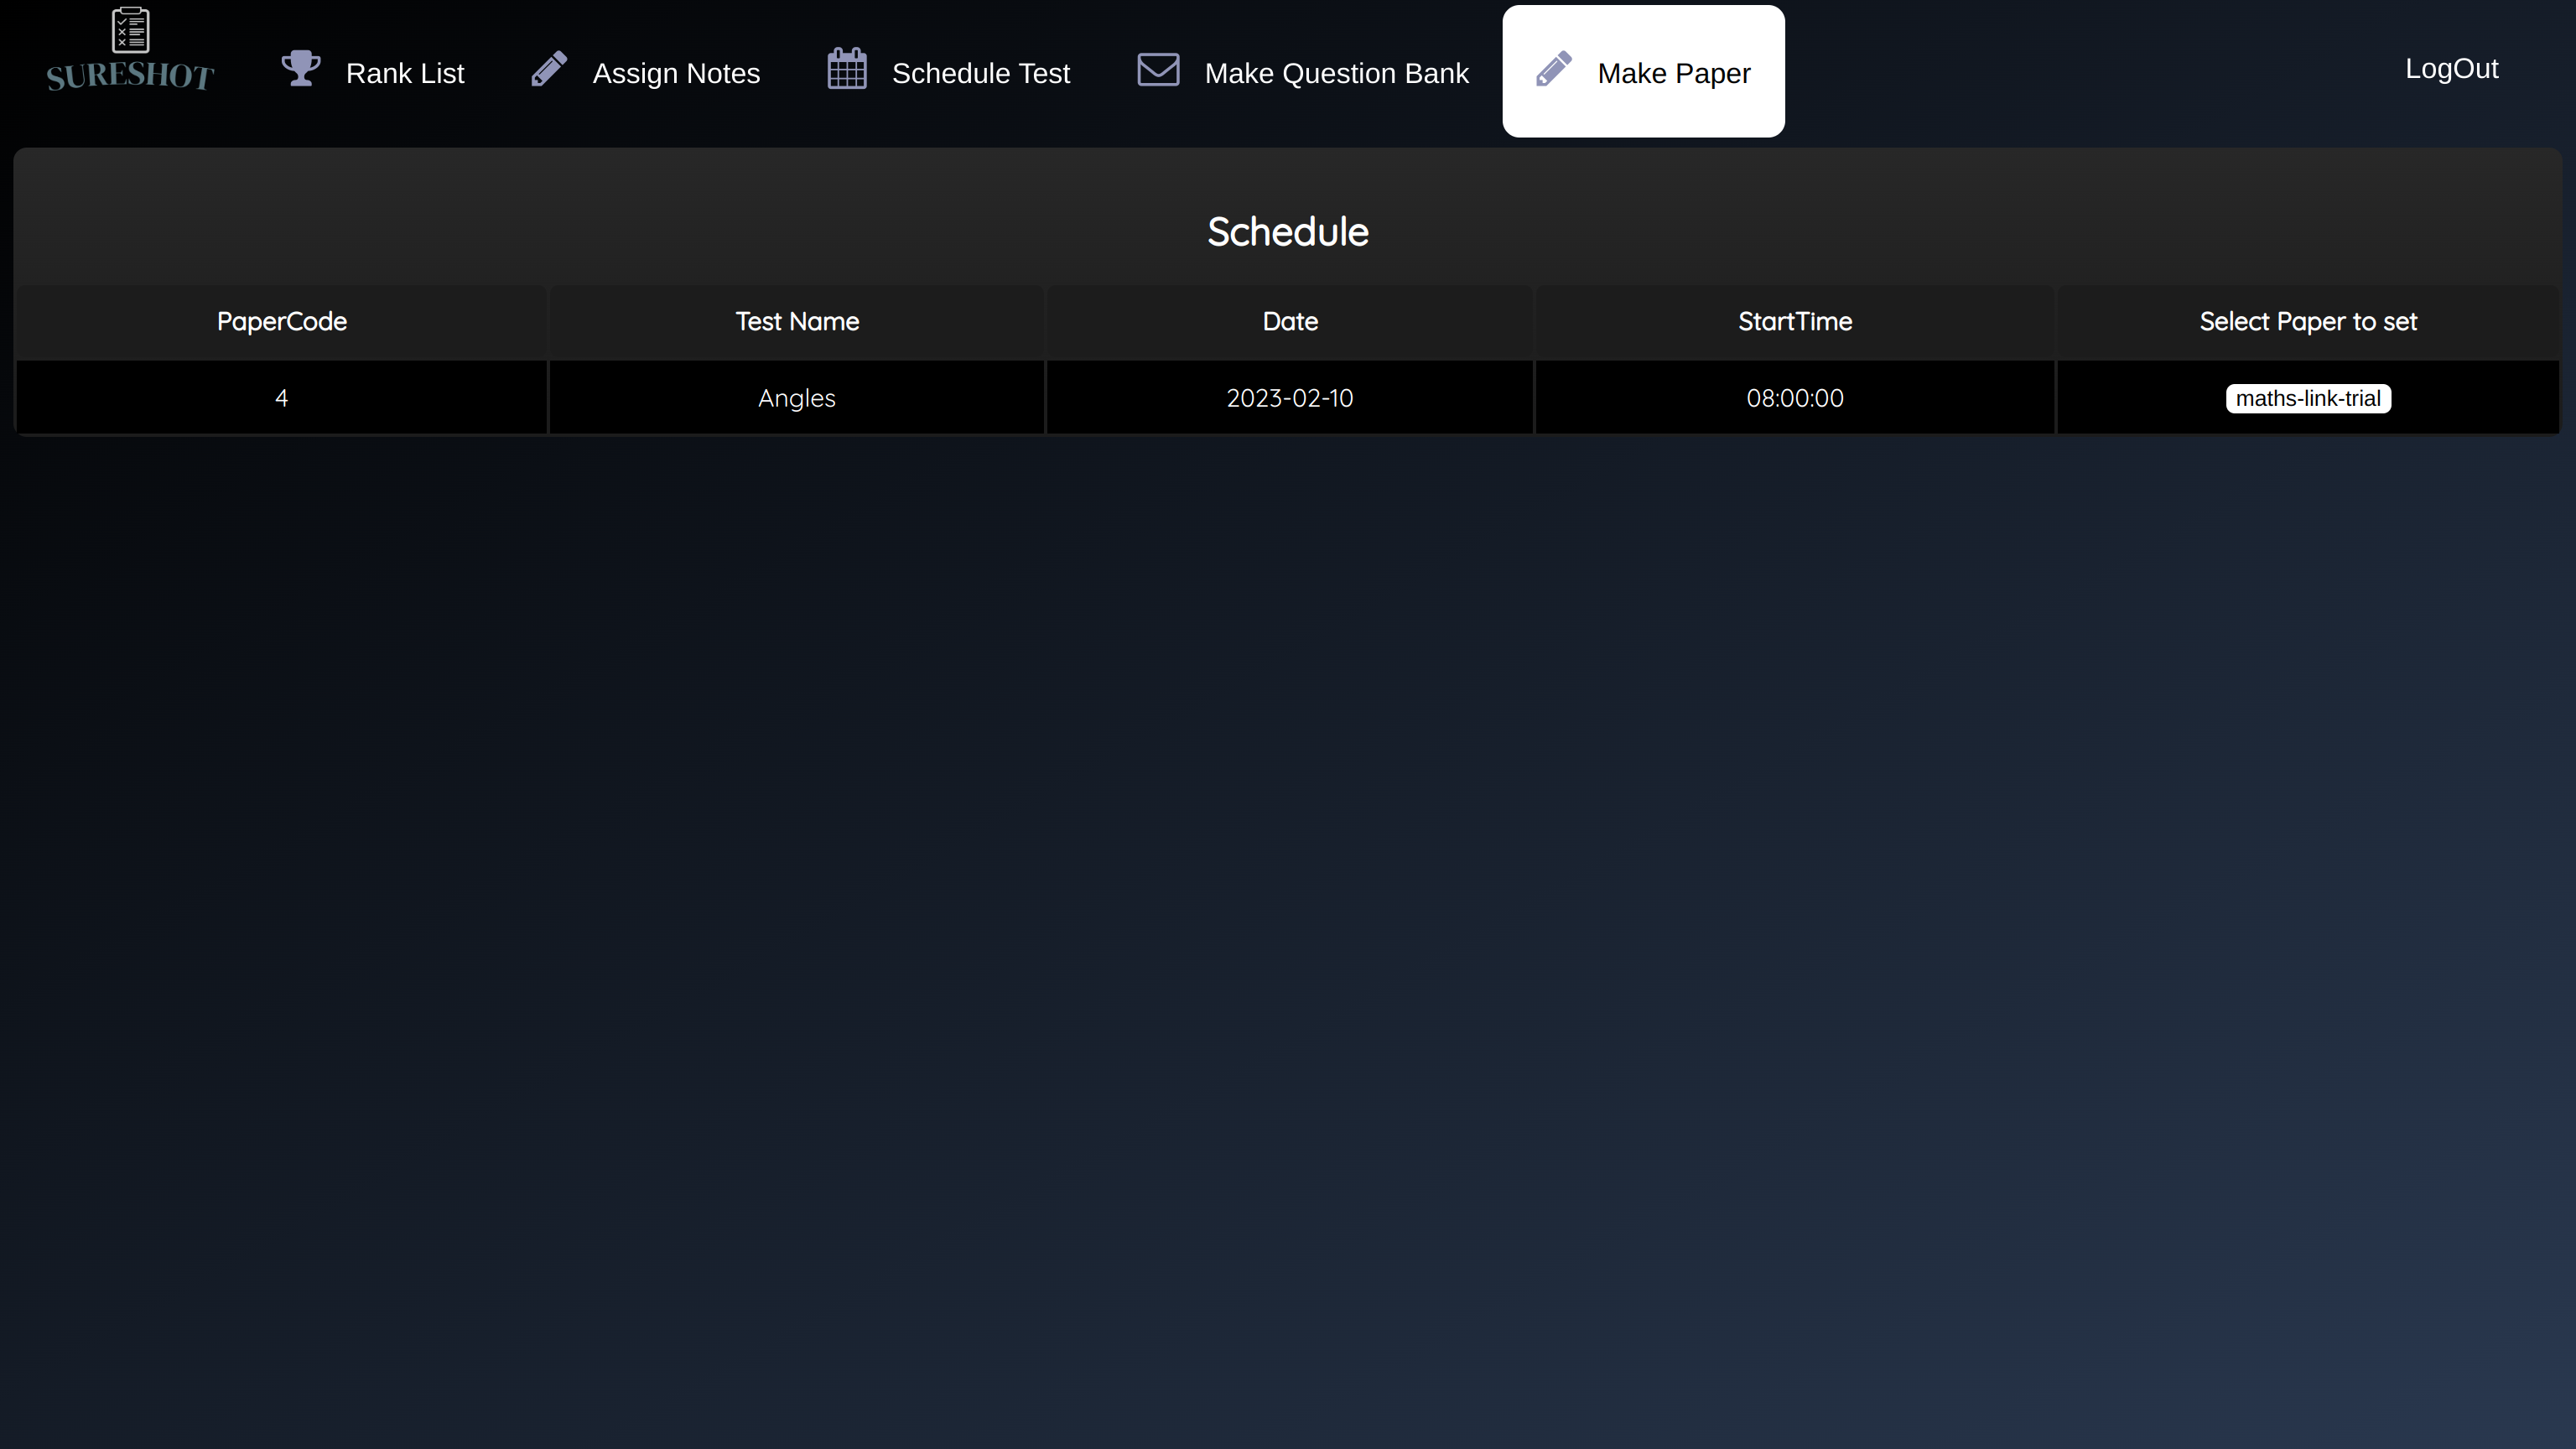 SURESHOT
Rank List
Assign Notes
Schedule Test
Make Question Bank
Make Paper
LogOut
Schedule
PaperCode Test Name Date StartTime Select Paper to set
4 Angles 2023-02-10 08:00:00 maths-link-trial